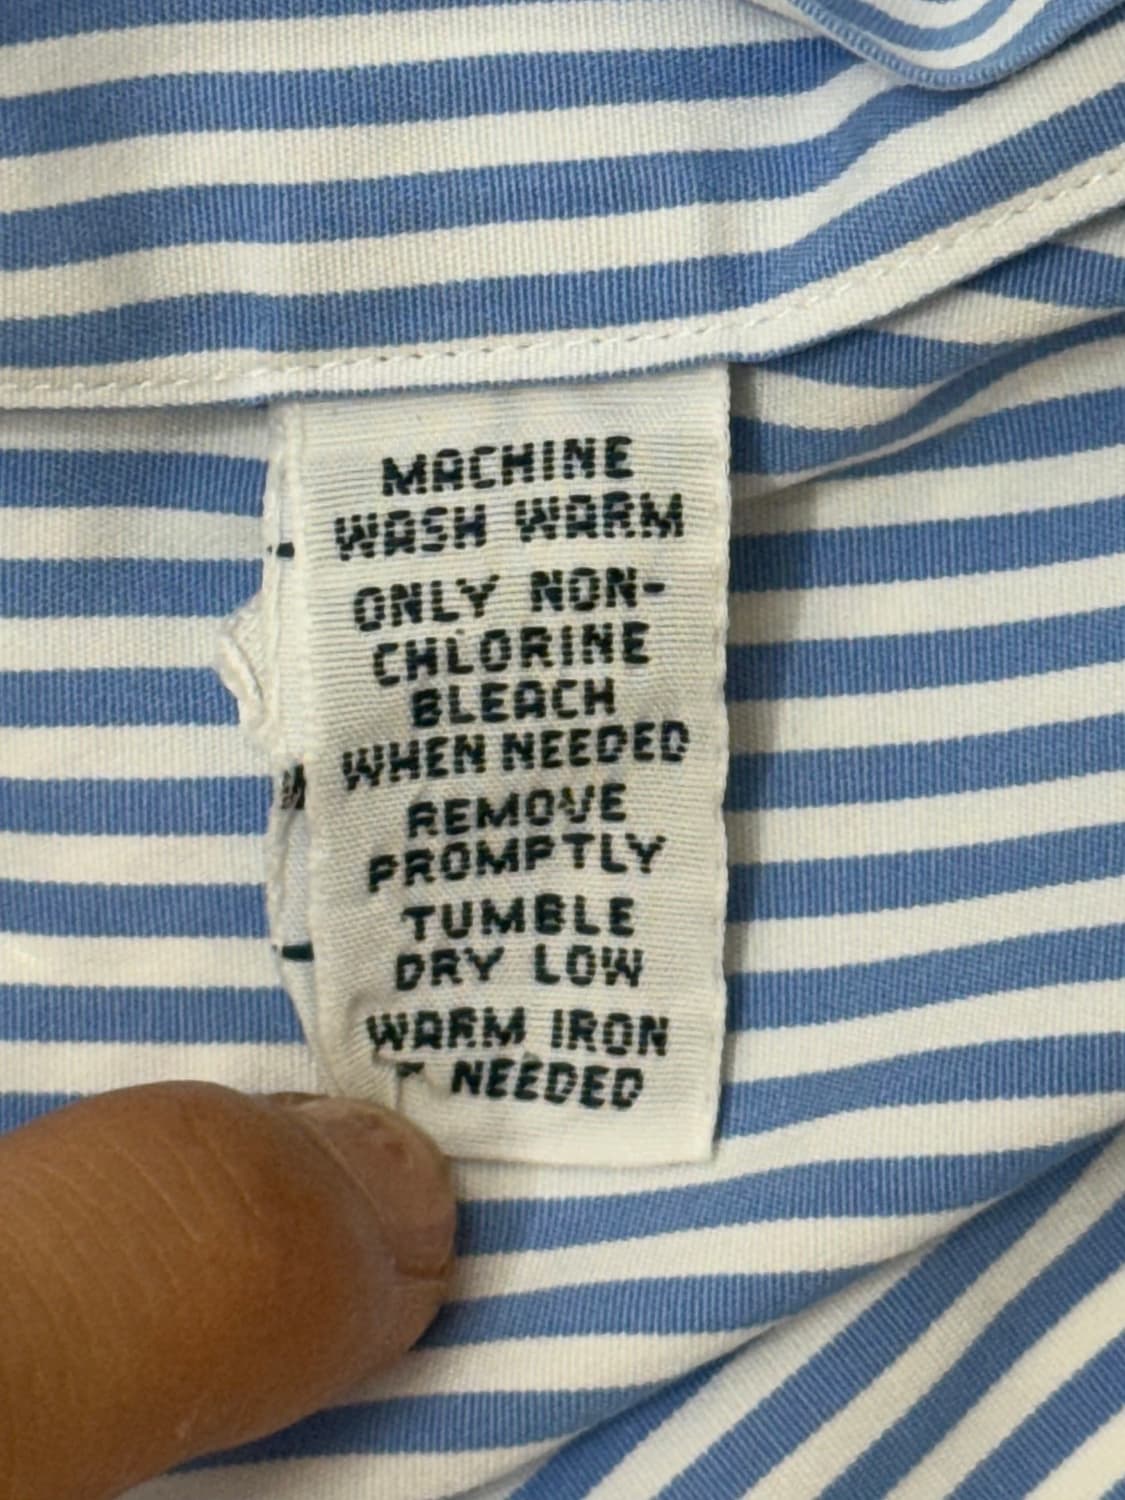 MACHINE
WASH WARM
ONLY NON-
CHLORINE
BLEACH
WHEN NEEDED
REMOVE
PROMPTLY
TUMBLE
DRY LOW
WARM IRON
NEEDED